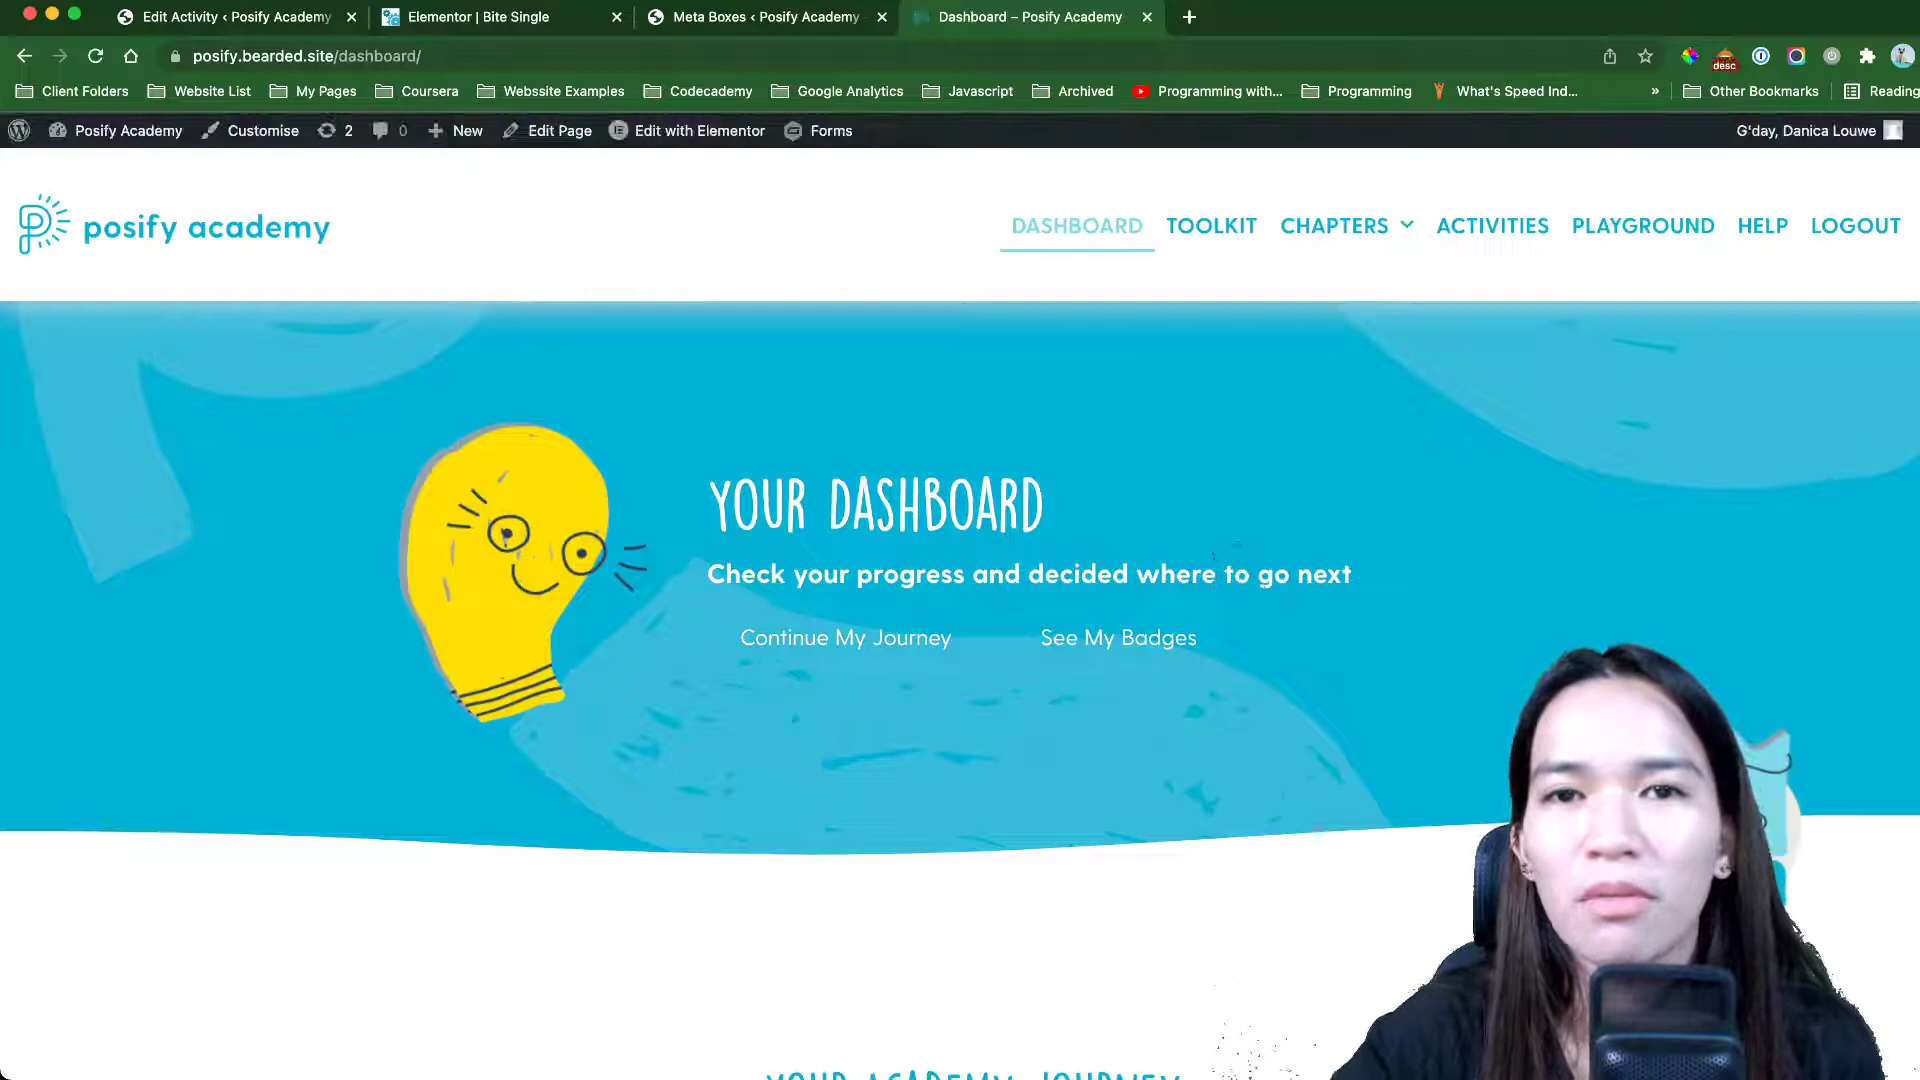 Edit Activity ‹ Posify Academy
Elementor | Bite Single
Meta Boxes ‹ Posify Academy
Dashboard – Posify Academy
posify.bearded.site/dashboard/
desc
Client Folders
Website List
My Pages
Coursera
Webssite Examples
Codecademy
Google Analytics
Javascript
Archived
Programming with...
Programming
What's Speed Ind...
»
Other Bookmarks
Reading
Posify Academy
Customise
2
0
New
Edit Page
Edit with Elementor
Forms
G'day, Danica Louwe
posify academy
DASHBOARD
TOOLKIT
CHAPTERS
ACTIVITIES
PLAYGROUND
HELP
LOGOUT
YOUR DASHBOARD
Check your progress and decided where to go next
Continue My Journey
See My Badges
YOUR ACADEMY JOURNEY